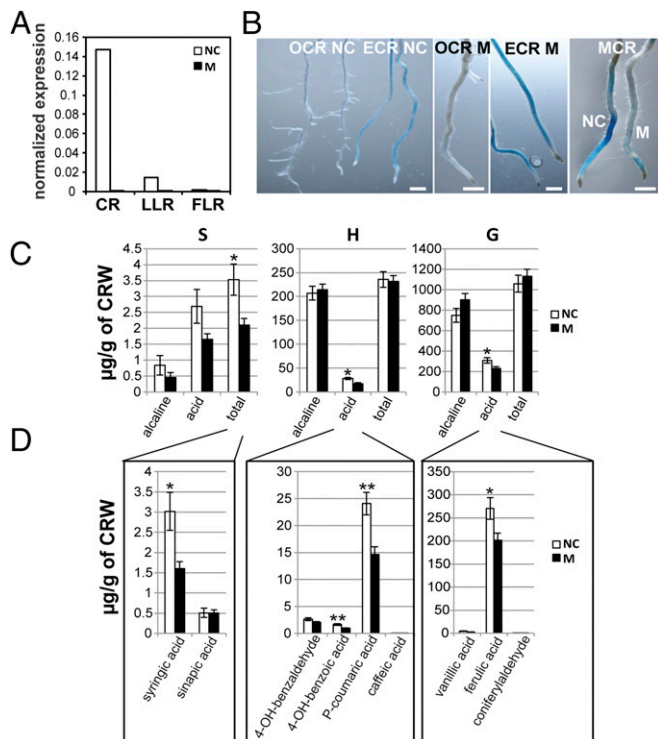 A
normalized expression
0.16
0.14
0.12
0.1
0.08
0.06
0.04
0.02
0
NC
M
CR LLR FLR
B
OCR NC ECR NC OCR M ECR M MCR
NC
M
C
µg/g of CRW
S
4.5
4
3.5
3
2.5
2
1.5
1
0.5
0
*
alcaline acid total
H
300
250
200
150
100
50
0
*
alcaline acid total
G
1400
1200
1000
800
600
400
200
0
*
alcaline acid total
NC
M
D
µg/g of CRW
4
3.5
3
2.5
2
1.5
1
0.5
0
*
syringic acid
sinapic acid
30
25
20
15
10
5
0
**
**
4-OH-benzaldehyde
4-OH-benzoic acid
P-coumaric acid
caffeic acid
350
300
250
200
150
100
50
0
*
vanillic acid
ferulic acid
coniferylaldehyde
NC
M